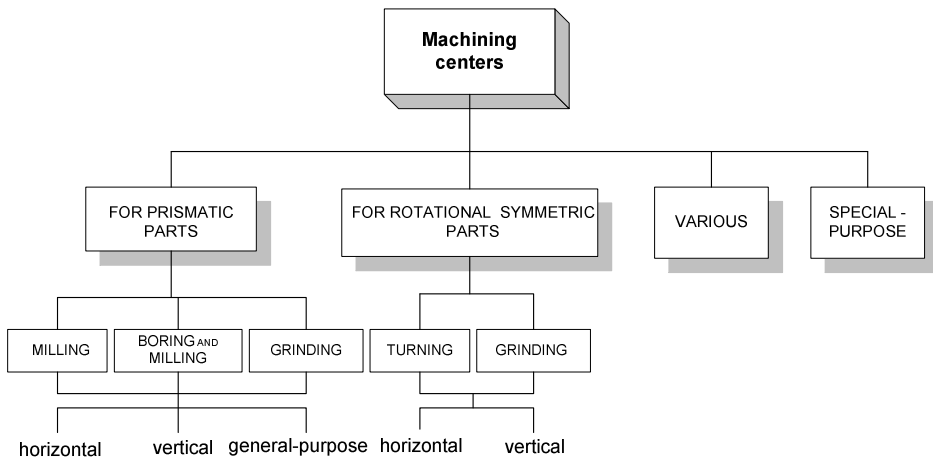 Machining
centers
FOR PRISMATIC
PARTS
FOR ROTATIONAL SYMMETRIC
PARTS
VARIOUS
SPECIAL -
PURPOSE
MILLING
BORING AND
MILLING
GRINDING
TURNING
GRINDING
horizontal
vertical
general-purpose
horizontal
vertical